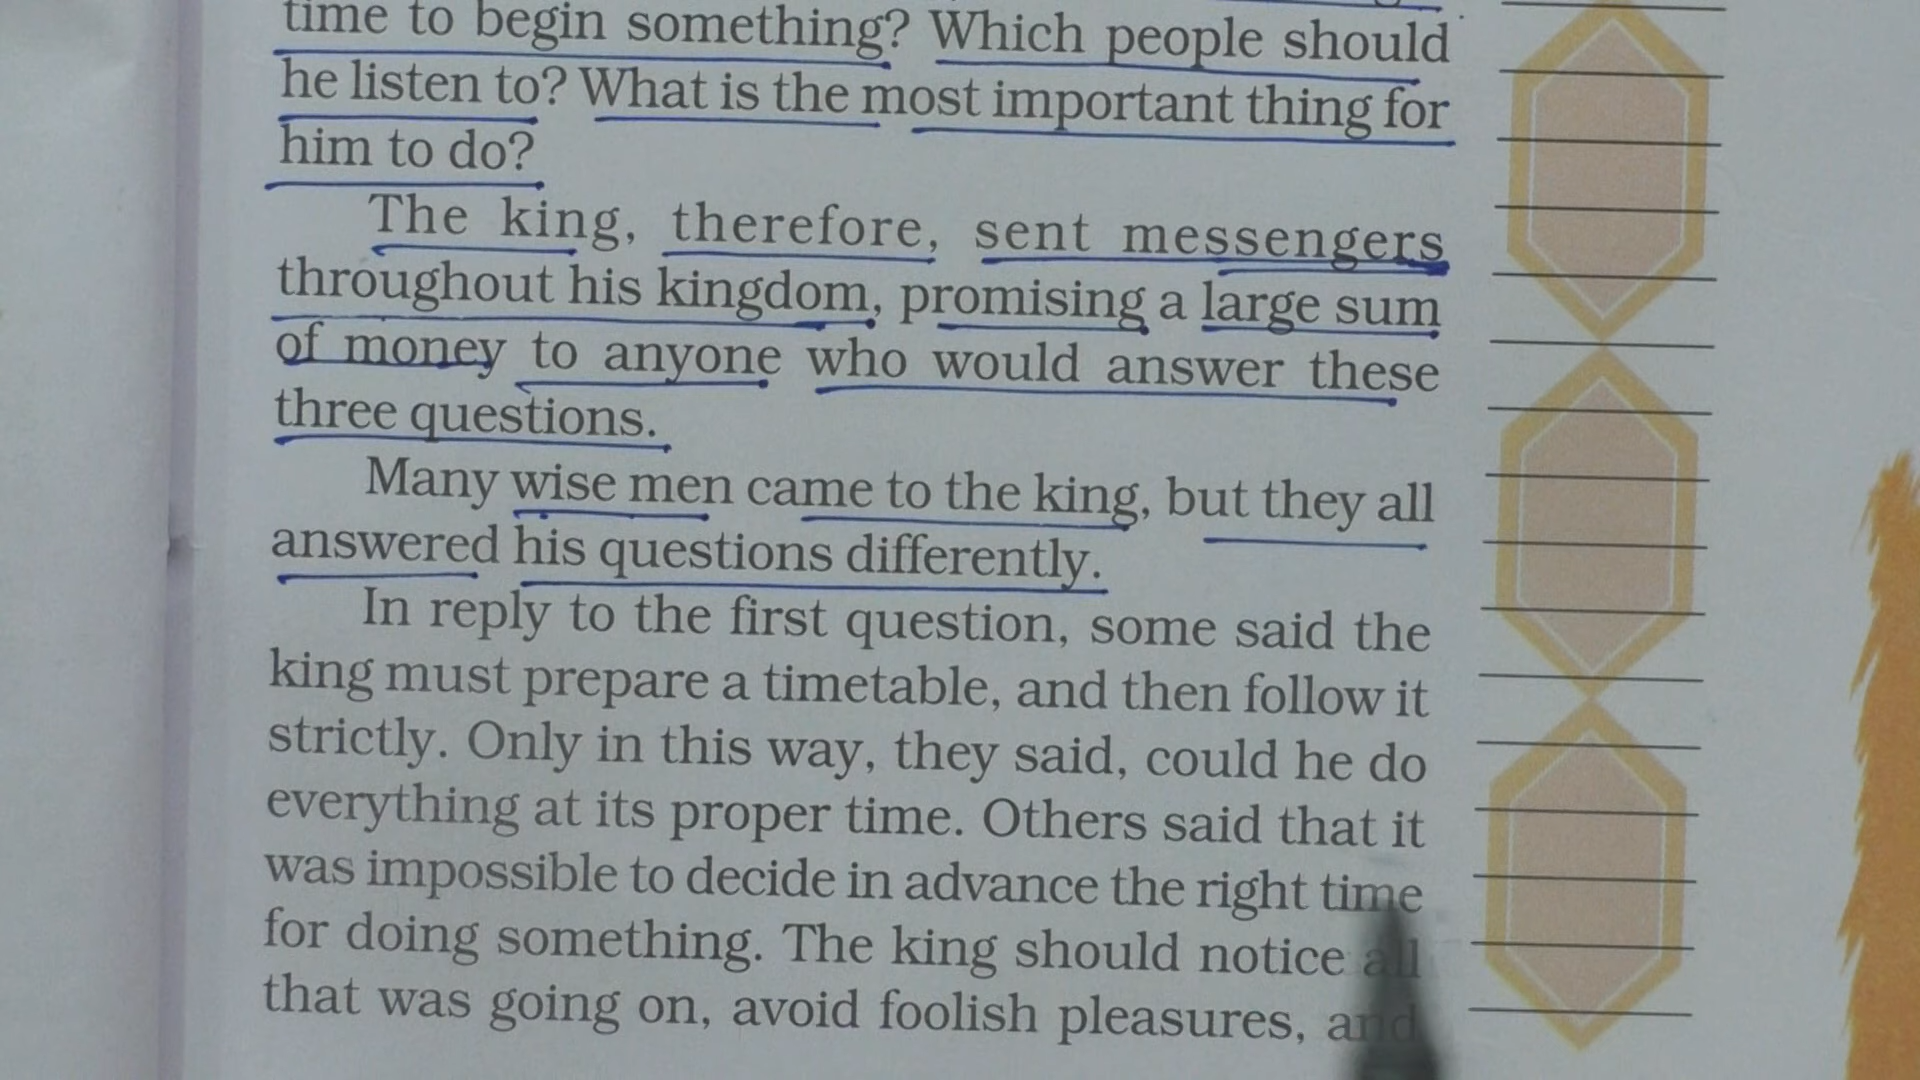 time to begin something? Which people should
he listen to? What is the most important thing for
him to do?
The king, therefore, sent messengers
throughout his kingdom, promising a large sum
of money to anyone who would answer these
three questions.
Many wise men came to the king, but they all
answered his questions differently.
In reply to the first question, some said the
king must prepare a timetable, and then follow it
strictly. Only in this way, they said, could he do
everything at its proper time. Others said that it
was impossible to decide in advance the right time
for doing something. The king should notice all
that was going on, avoid foolish pleasures, and